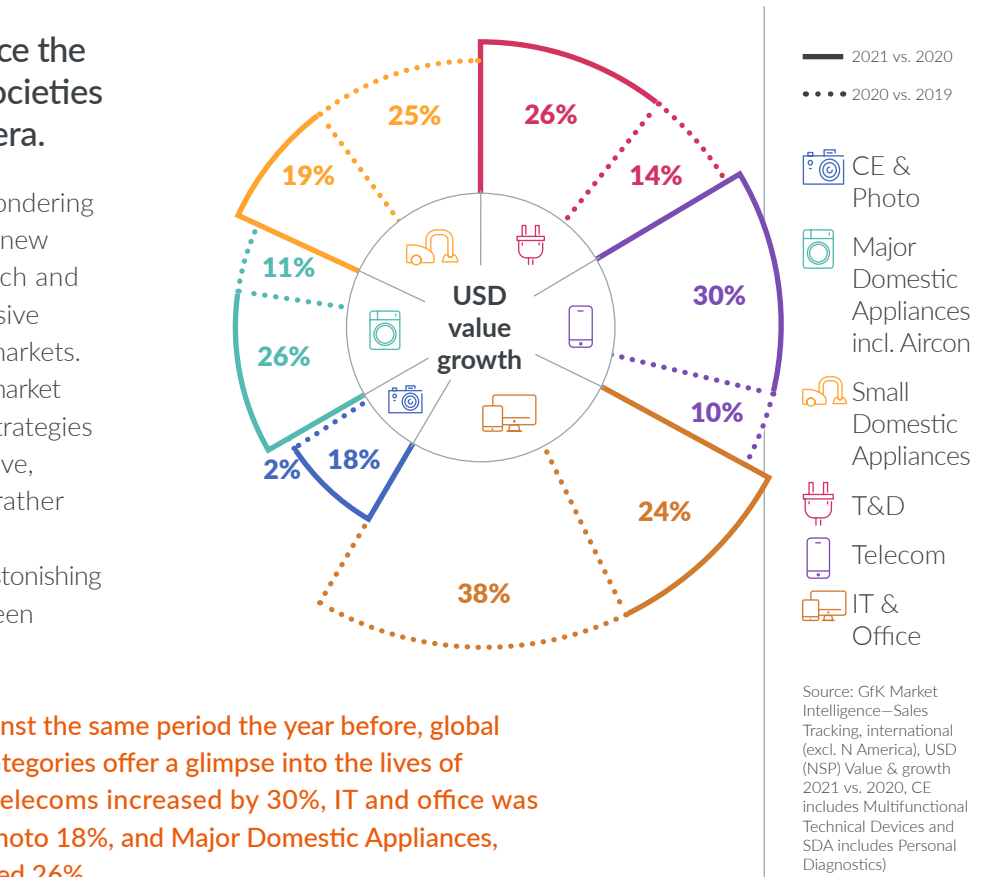 ce the
ocieties
era.
ondering
new
ch and
sive
narkets.
narket
trategies
ve,
rather
tonishing
een
25%
26%
19%
14%
11%
30%
26%
10%
2%
18%
24%
38%
USD
value
growth
2021 vs. 2020
2020 vs. 2019
CE &
Photo
Major
Domestic
Appliances
incl. Aircon
Small
Domestic
Appliances
T&D
Telecom
IT &
Office
Source: GfK Market
Intelligence—Sales
Tracking, international
(excl. N America), USD
(NSP) Value & growth
2021 vs. 2020, CE
includes Multifunctional
Technical Devices and
SDA includes Personal
Diagnostics)
nst the same period the year before, global
tegories offer a glimpse into the lives of
elecoms increased by 30%, IT and office was
hoto 18%, and Major Domestic Appliances,
ed 26%